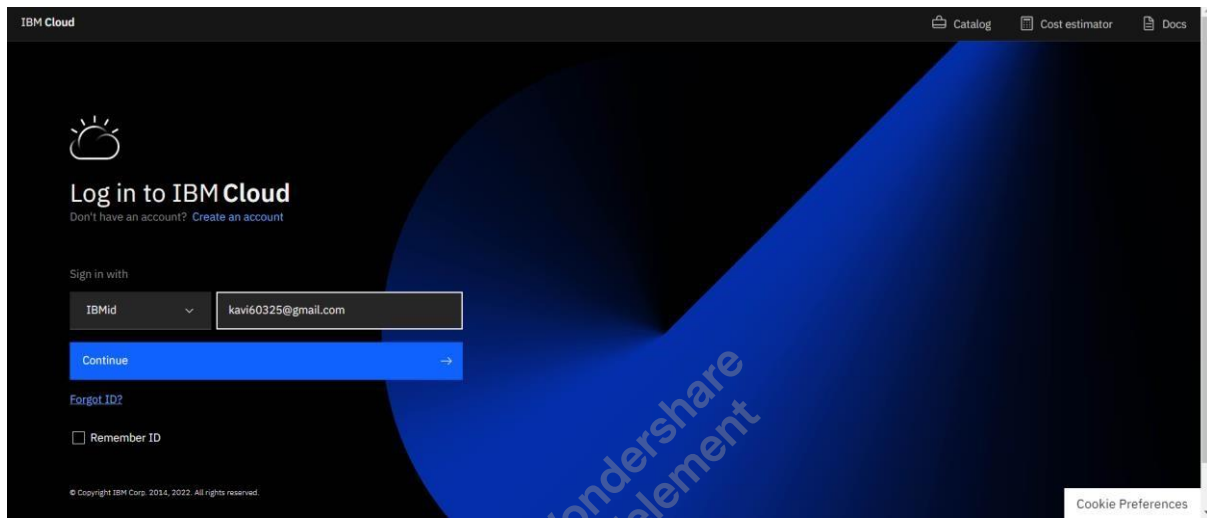 IBM Cloud
Catalog
Cost estimator
Docs
Log in to IBM Cloud
Don't have an account? Create an account
Sign in with
IBMid
kavi60325@gmail.com
Continue
Forgot ID?
Remember ID
© Copyright IBM Corp. 2014, 2022. All rights reserved.
Cookie Preferences